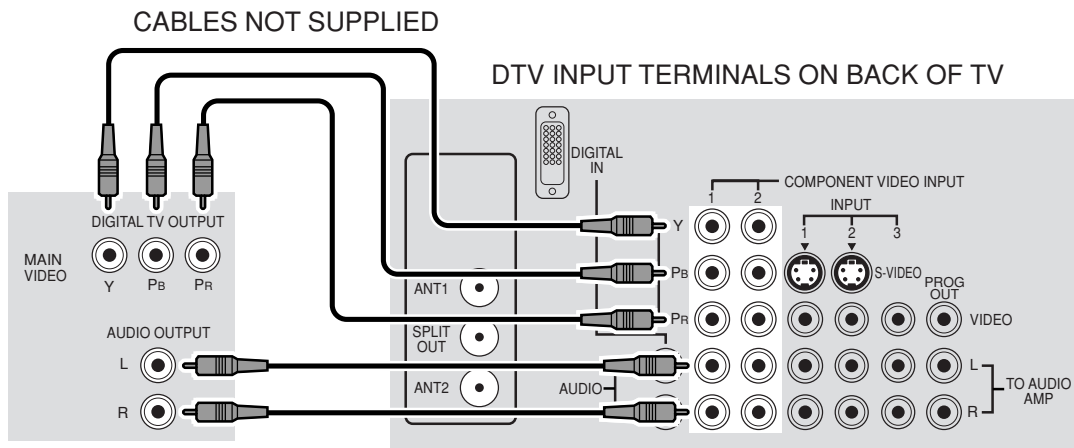 CABLES NOT SUPPLIED
DTV INPUT TERMINALS ON BACK OF TV
DIGITAL TV OUTPUT
MAIN
VIDEO
Y
PB
PR
AUDIO OUTPUT
L
R
ANT1
SPLIT
OUT
ANT2
DIGITAL
IN
COMPONENT VIDEO INPUT
1
2
INPUT
1
2
3
Y
PB
PR
S-VIDEO
PROG
OUT
VIDEO
AUDIO
L
R
TO AUDIO
AMP